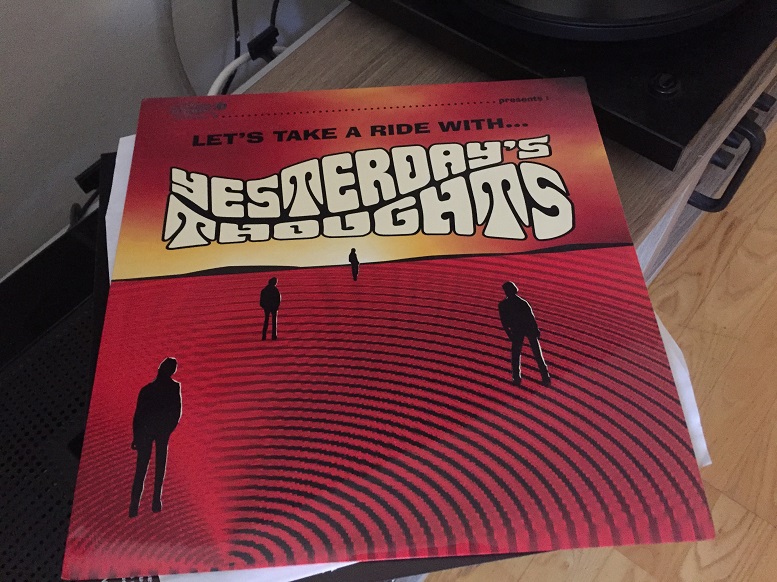 presents :
LET'S TAKE A RIDE WITH...
YESTERDAY'S
THOUGHTS